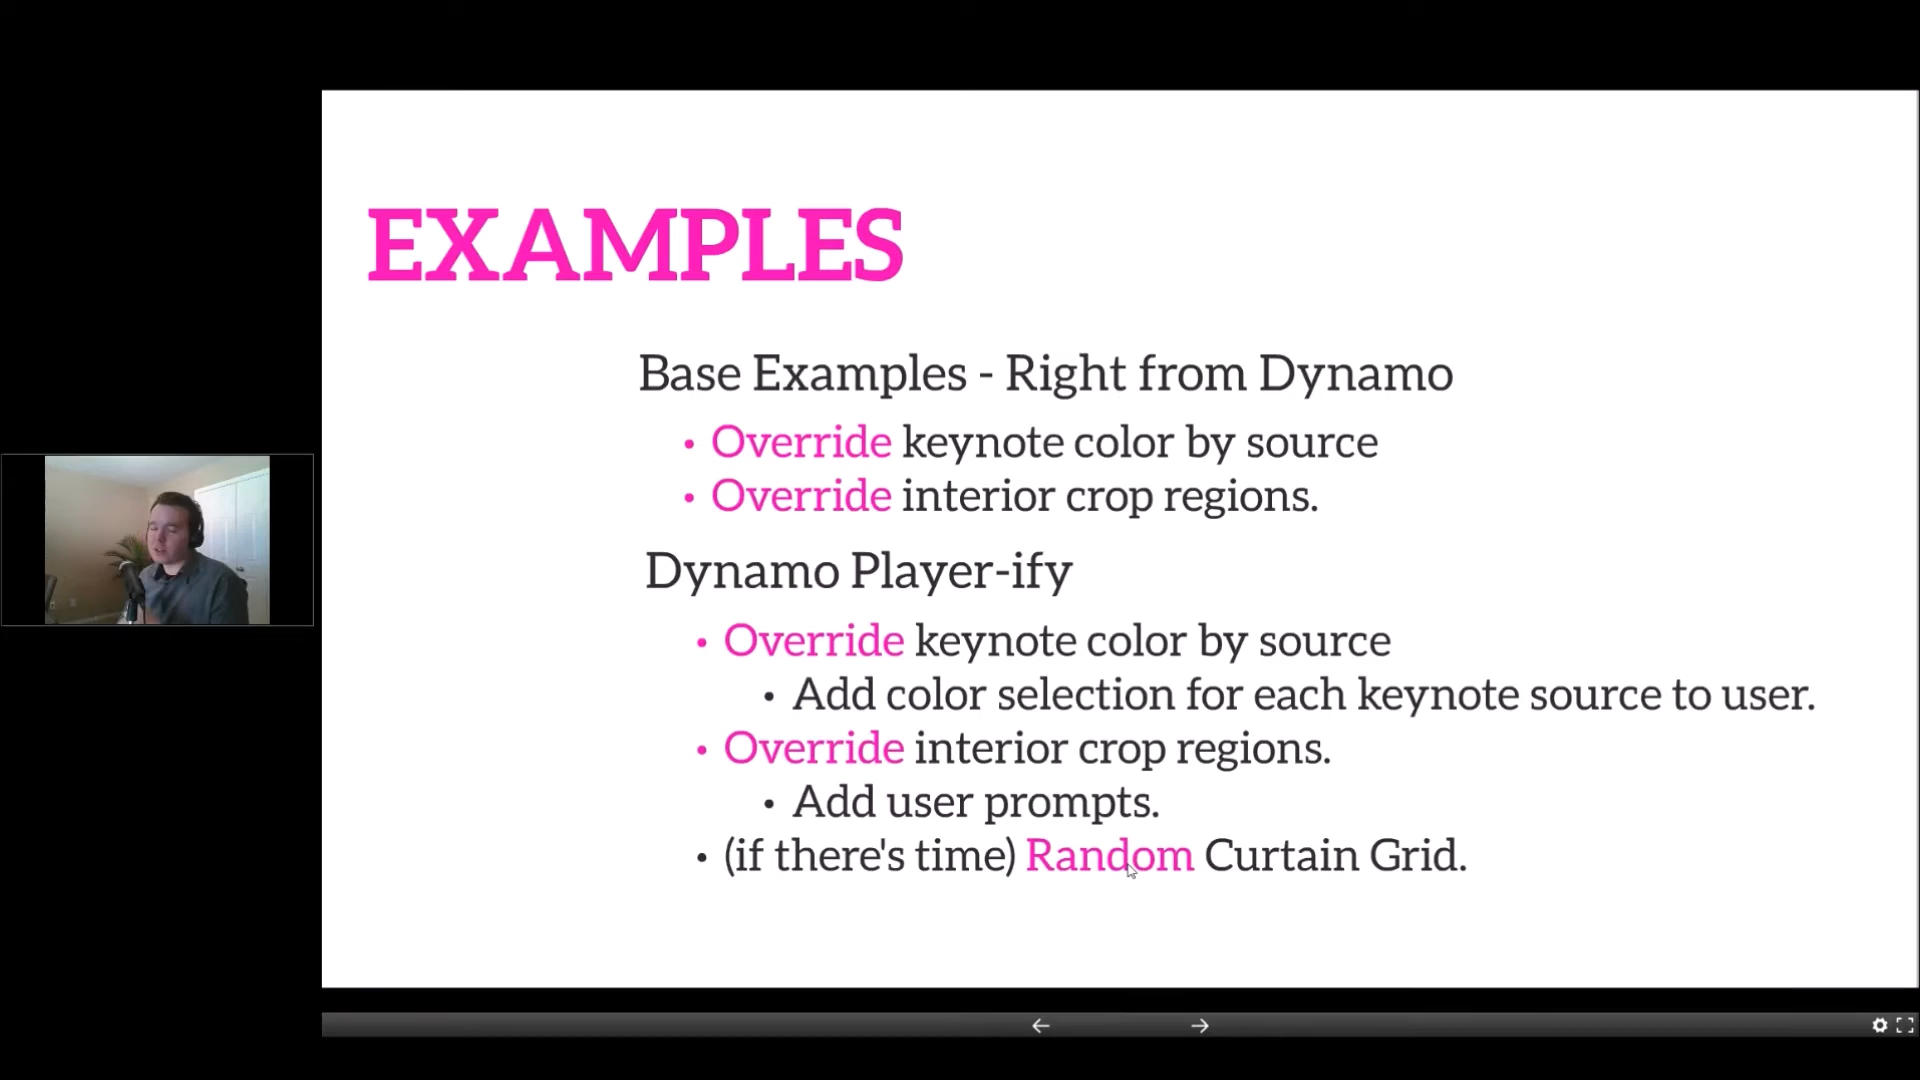 EXAMPLES
Base Examples - Right from Dynamo
• Override keynote color by source
• Override interior crop regions.
Dynamo Player-ify
• Override keynote color by source
• Add color selection for each keynote source to user.
• Override interior crop regions.
• Add user prompts.
• (if there's time) Random Curtain Grid.